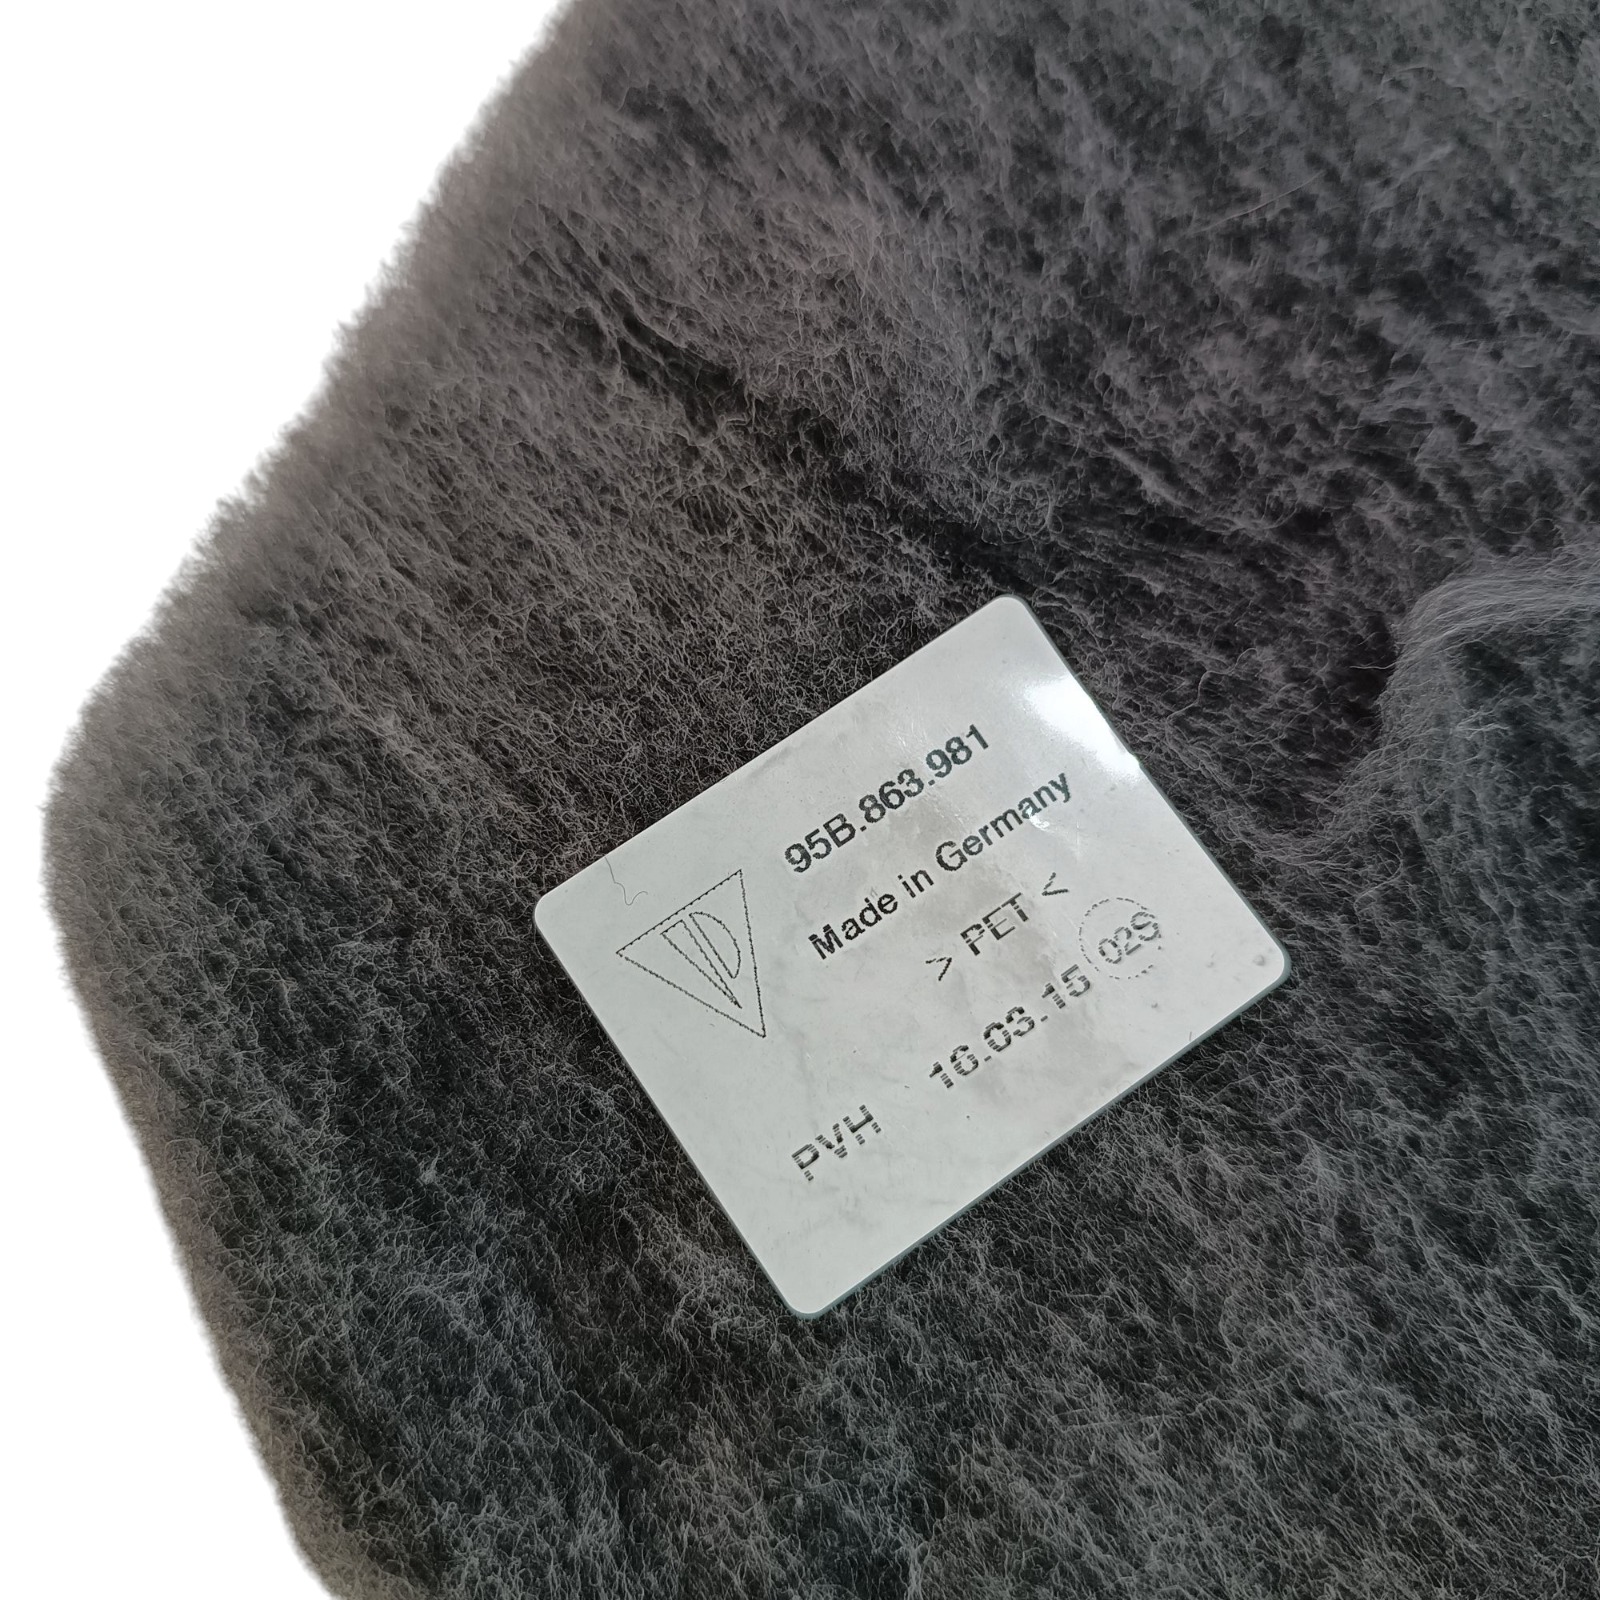 95B.863.981
Made in Germany
> PET <
16.03.15 02S
PVH